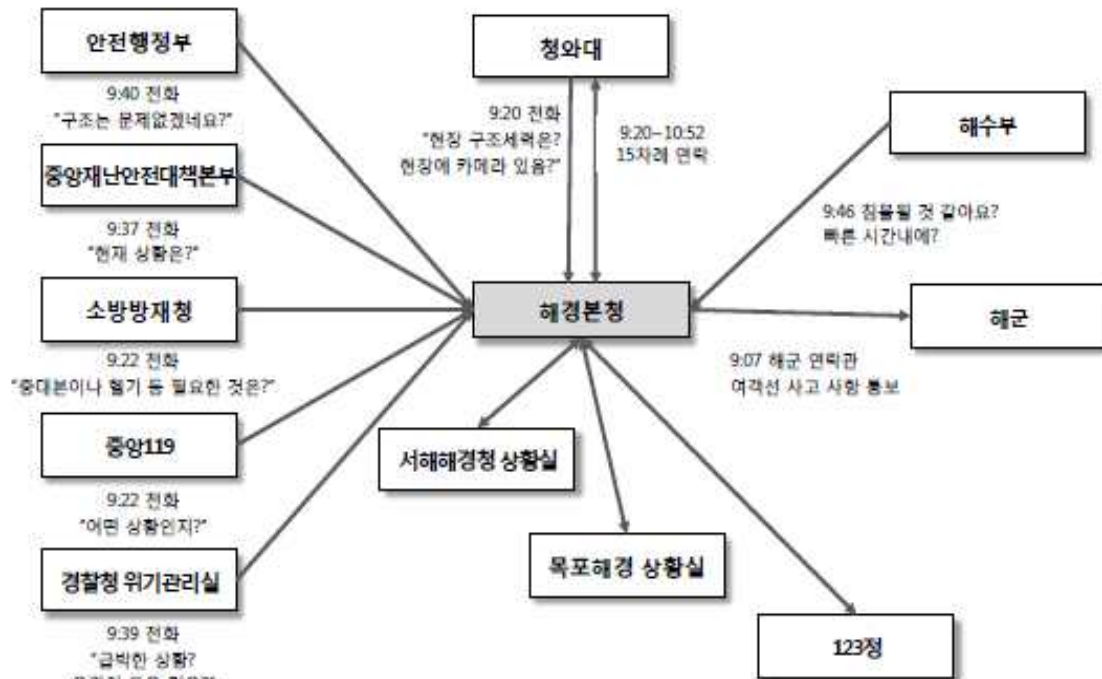 안전행정부
9:40 전화
"구조는 문제없겠네요?"
중앙재난안전대책본부
9:37 전화
"현재 상황은?"
소방방재청
9:22 전화
"중대본이나 헬기 등 필요한 것은?"
중앙119
9:22 전화
"어떤 상황인지?"
경찰청 위기관리실
9:39 전화
"급박한 상황?
청와대
9:20 전화
"현장 구조세력은?
현장에 카메라 있음?"
9:20~10:52
15차례 연락
해수부
9:46 침몰될 것 같아요?
빠른 시간내에?
해경본청
해군
9:07 해군 연락관
여객선 사고 사항 통보
서해해경청 상황실
목포해경 상황실
123정